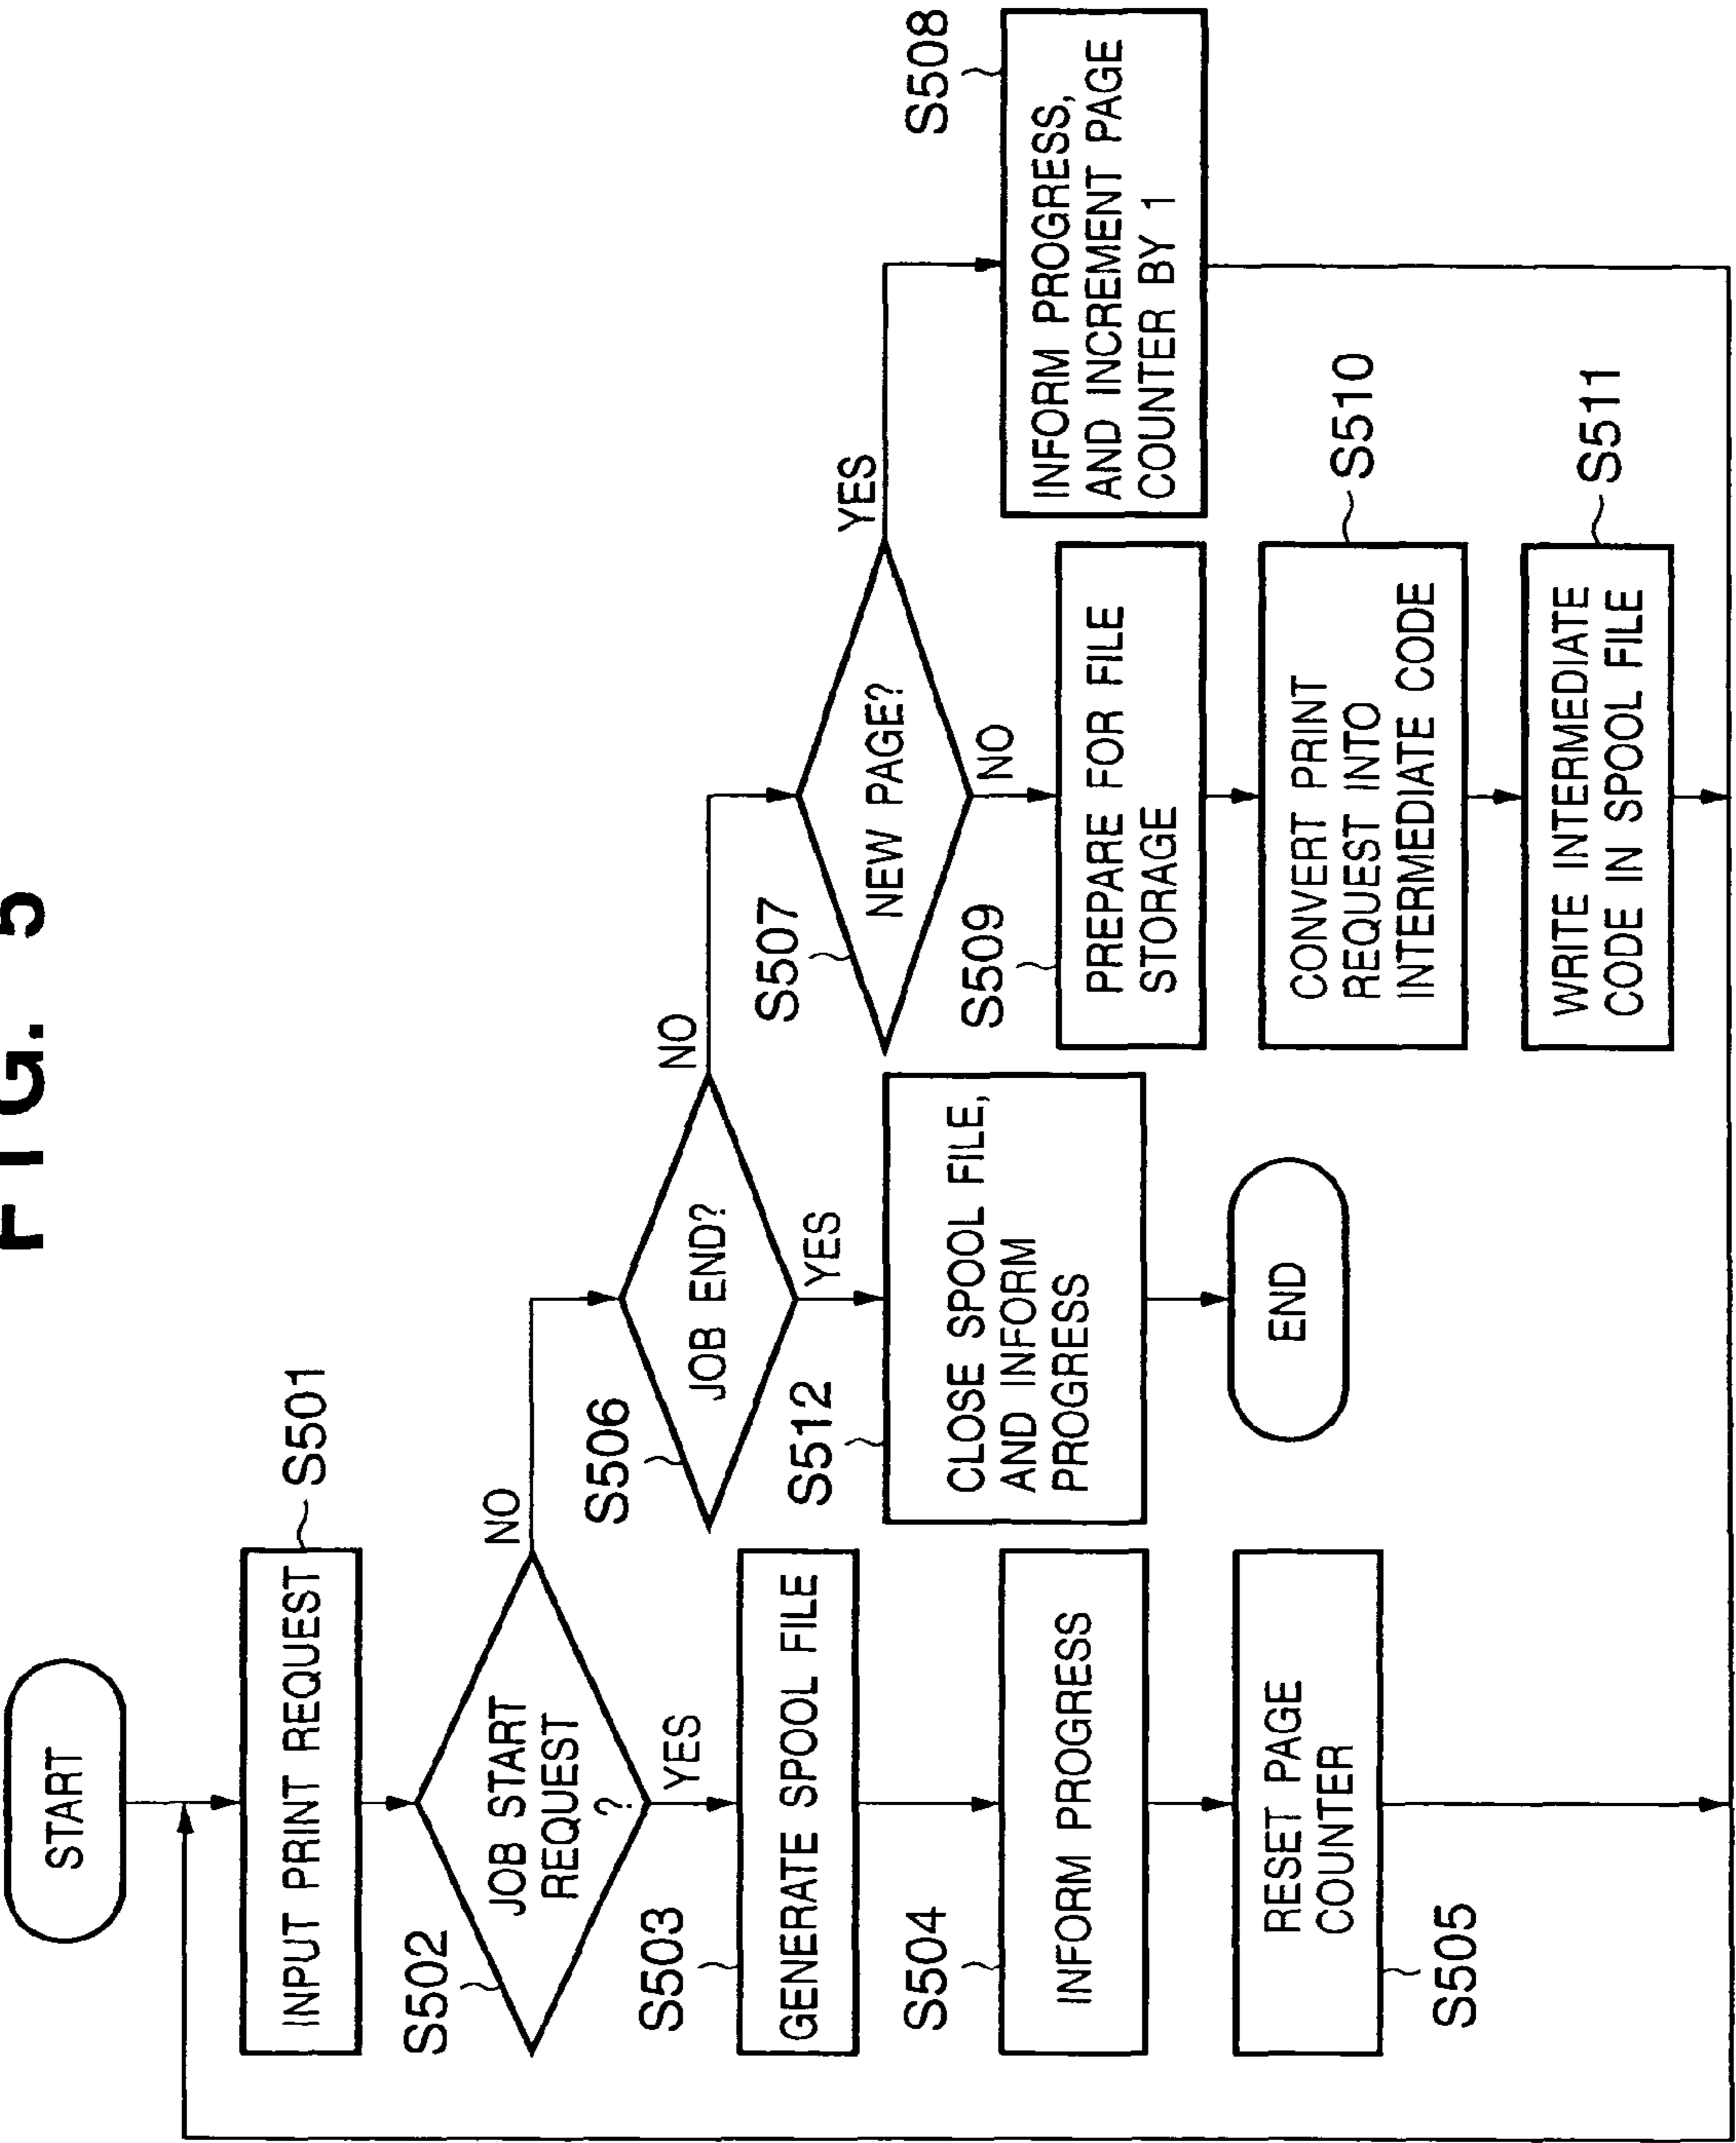 FIG. 5
START
INPUT PRINT REQUEST
S501
S502
JOB START
REQUEST
?
NO
YES
S503
GENERATE SPOOL FILE
S504
INFORM PROGRESS
RESET PAGE
COUNTER
S505
S506
JOB END?
NO
YES
S512
CLOSE SPOOL FILE,
AND INFORM
PROGRESS
END
S507
NEW PAGE?
YES
NO
S508
INFORM PROGRESS,
AND INCREMENT PAGE
COUNTER BY 1
S509
PREPARE FOR FILE
STORAGE
CONVERT PRINT
REQUEST INTO
INTERMEDIATE CODE
S510
WRITE INTERMEDIATE
CODE IN SPOOL FILE
S511